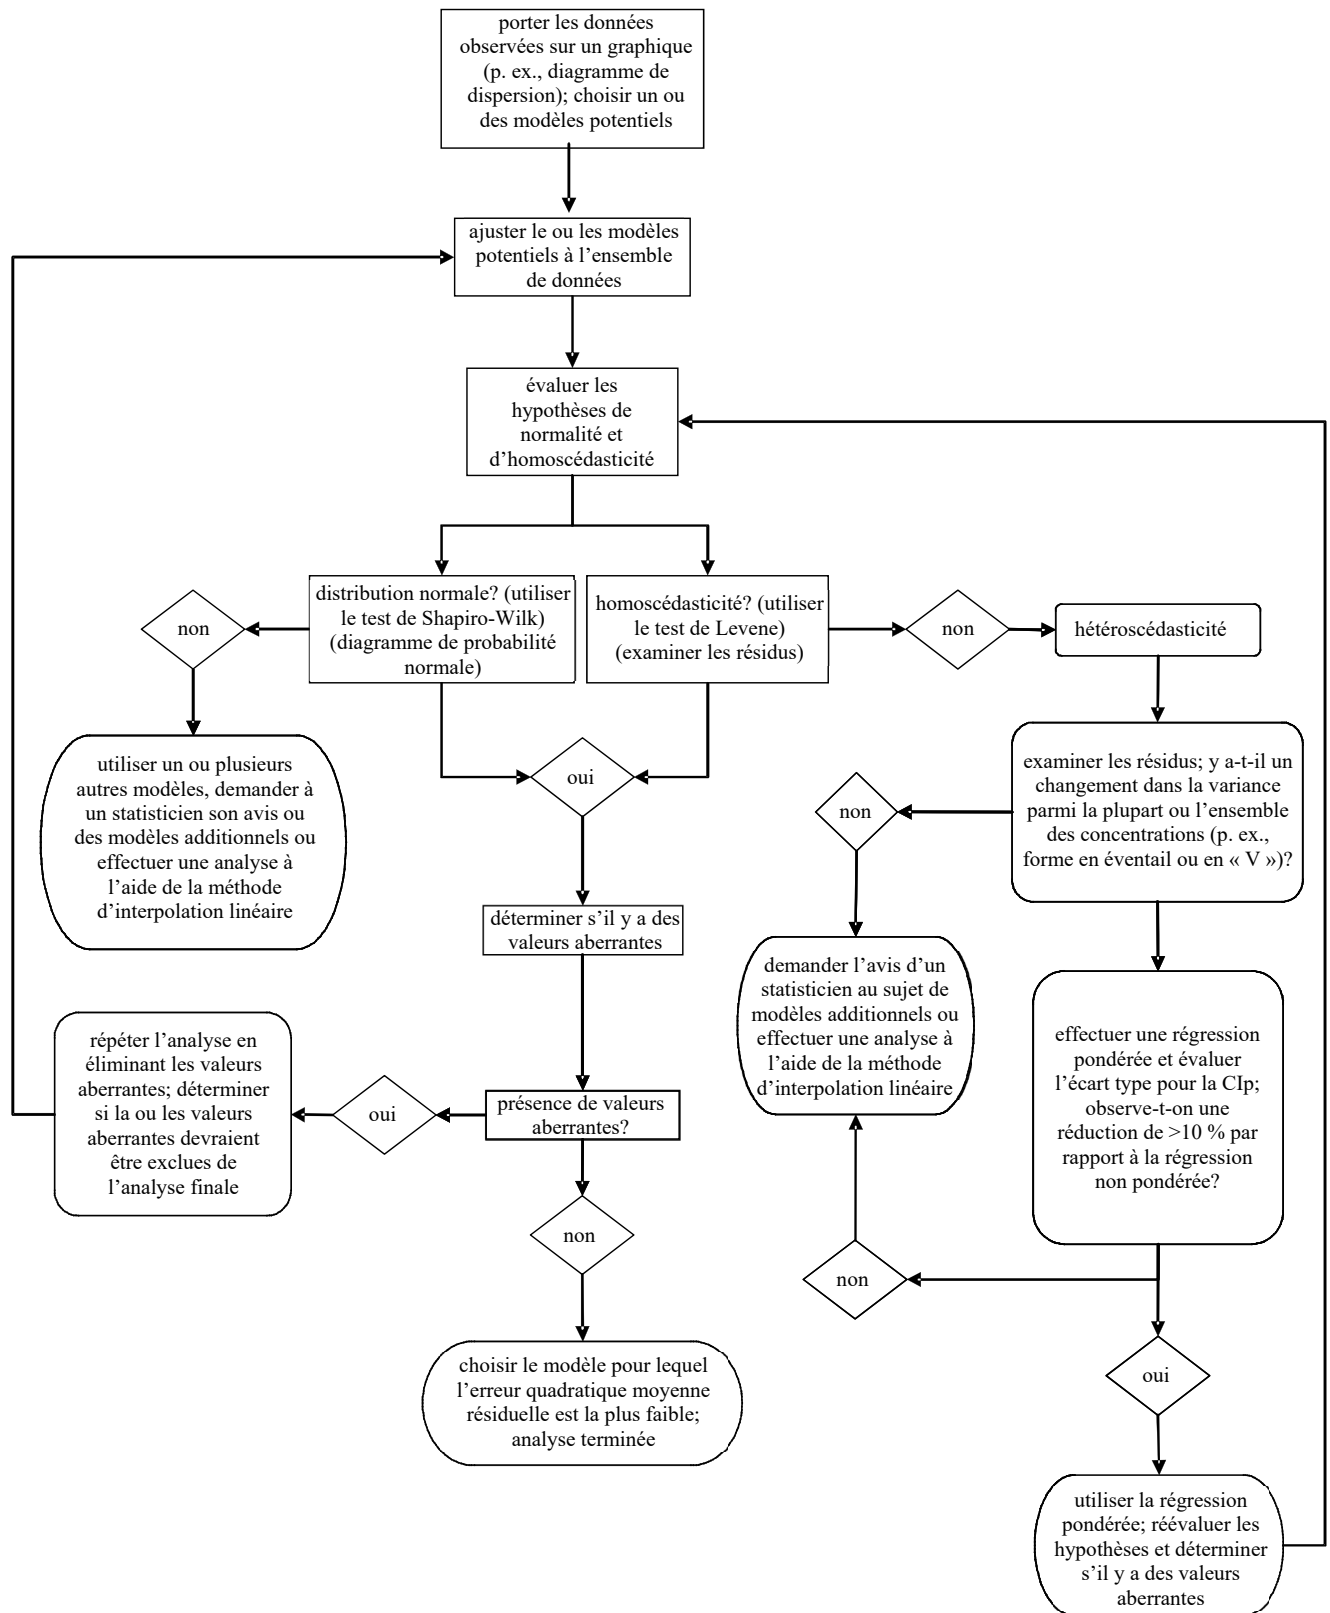 porter les données
observées sur un graphique
(p. ex., diagramme de
dispersion); choisir un ou
des modèles potentiels
ajuster le ou les modèles
potentiels à l’ensemble
de données
évaluer les
hypothèses de
normalité et
d’homoscédasticité
distribution normale? (utiliser
le test de Shapiro-Wilk)
(diagramme de probabilité
normale)
homoscédasticité? (utiliser
le test de Levene)
(examiner les résidus)
non
non
hétéroscédasticité
utiliser un ou plusieurs
autres modèles, demander à
un statisticien son avis ou
des modèles additionnels ou
effectuer une analyse à
l’aide de la méthode
d’interpolation linéaire
oui
non
examiner les résidus; y a-t-il un
changement dans la variance
parmi la plupart ou l’ensemble
des concentrations (p. ex.,
forme en éventail ou en « V »)?
déterminer s’il y a des
valeurs aberrantes
demander l’avis d’un
statisticien au sujet de
modèles additionnels ou
effectuer une analyse à
l’aide de la méthode
d’interpolation linéaire
effectuer une régression
pondérée et évaluer
l’écart type pour la CIp;
observe-t-on une
réduction de >10 % par
rapport à la régression
non pondérée?
répéter l’analyse en
éliminant les valeurs
aberrantes; déterminer
si la ou les valeurs
aberrantes devraient
être exclues de
l’analyse finale
oui
présence de valeurs
aberrantes?
non
non
oui
choisir le modèle pour lequel
l’erreur quadratique moyenne
résiduelle est la plus faible;
analyse terminée
utiliser la régression
pondérée; réévaluer les
hypothèses et déterminer
s’il y a des valeurs
aberrantes